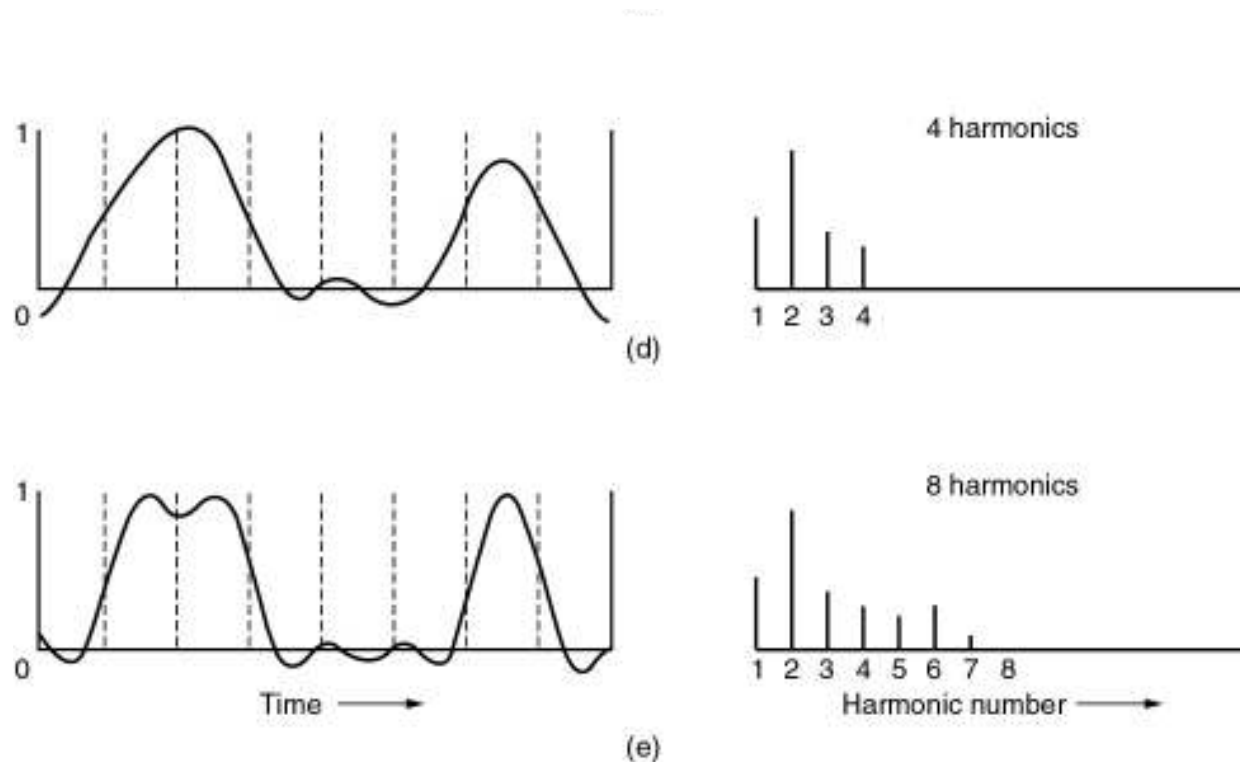 1
4 harmonics
0
1 2 3 4
(d)
1
8 harmonics
0
1 2 3 4 5 6 7 8
Time
Harmonic number
(e)